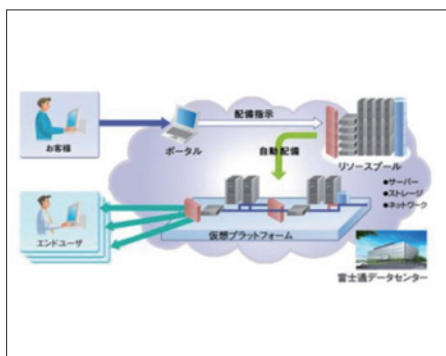 配備指示
お客様
ポータル
自動配備
リソースプール
●サーバー
●ストレージ
●ネットワーク
エンドユーザ
仮想プラットフォーム
富士通データセンター